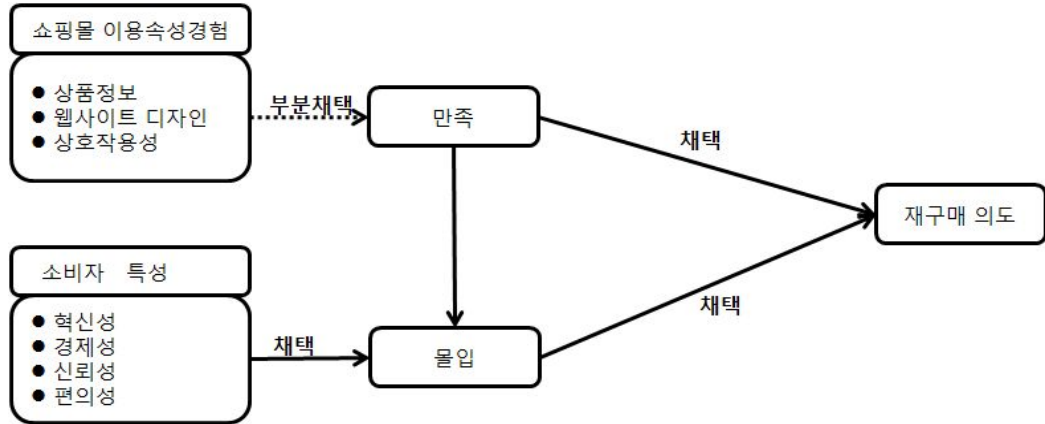 쇼핑몰 이용속성경험
● 상품정보
● 웹사이트 디자인
● 상호작용성
부분채택
만족
채택
재구매 의도
소비자 특성
● 혁신성
● 경제성
● 신뢰성
● 편의성
채택
몰입
채택